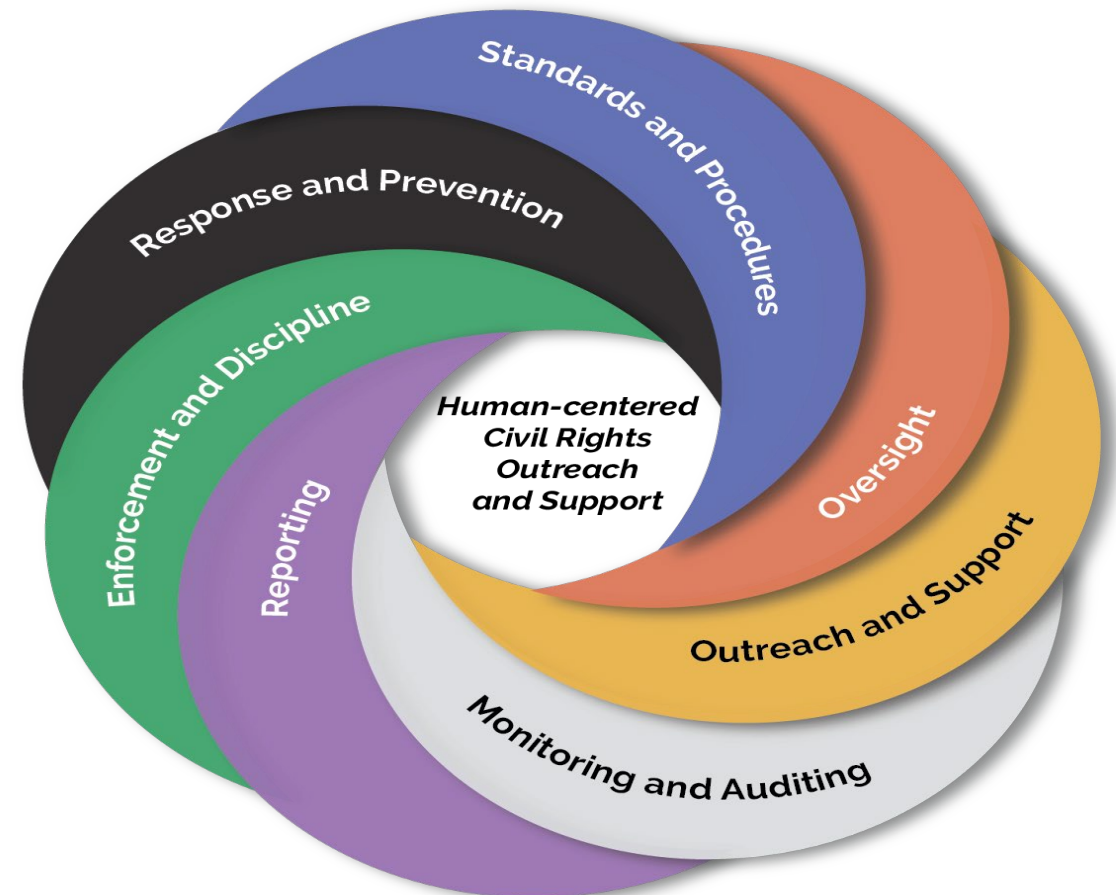 Standards and Procedures
Oversight
Outreach and Support
Monitoring and Auditing
Reporting
Enforcement and Discipline
Response and Prevention
Human-centered
Civil Rights
Outreach
and Support